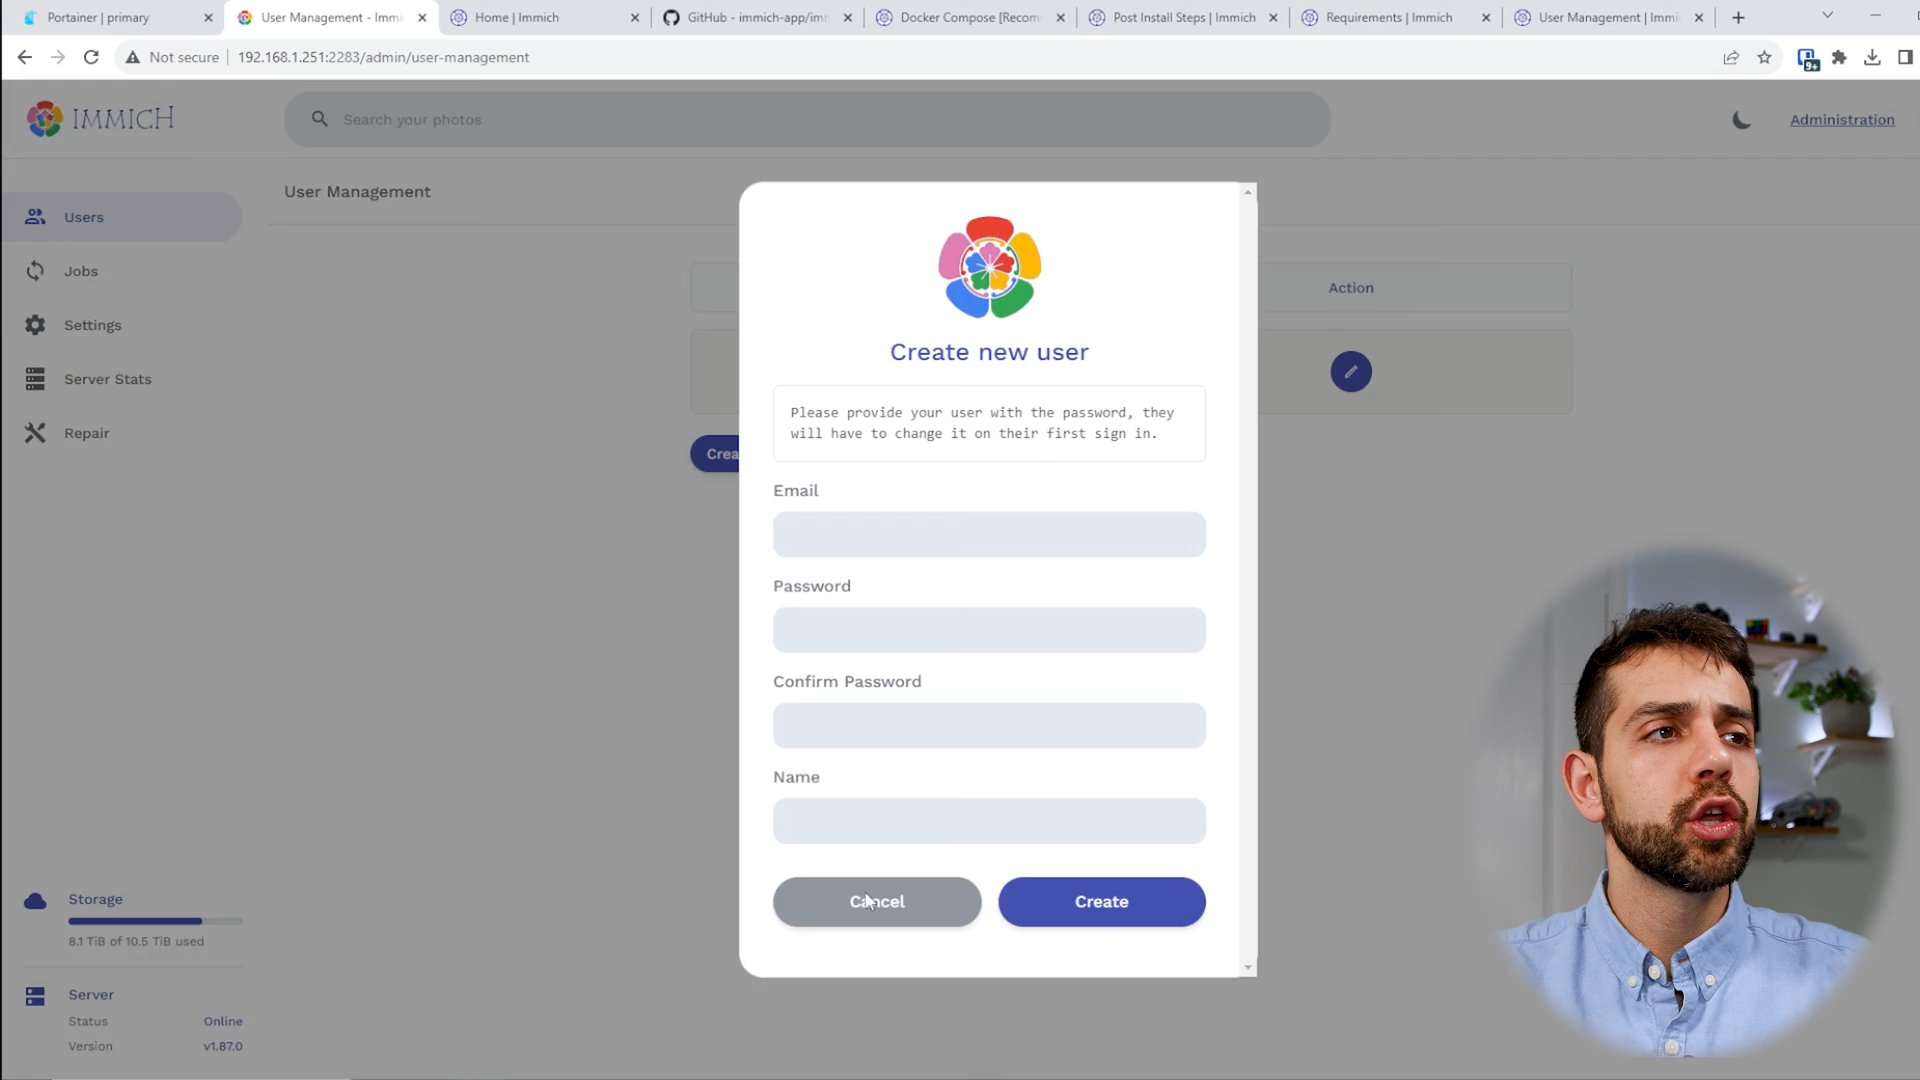 Portainer | primary
User Management - Immi
Home | Immich
GitHub - immich-app/imm
Docker Compose [Recom
Post Install Steps | Immich
Requirements | Immich
User Management | Immi
Not secure
192.168.1.251:2283/admin/user-management
9+
IMMICH
Search your photos
Administration
Users
User Management
Jobs
Settings
Server Stats
Repair
Action
Crea
Create new user
Please provide your user with the password, they
will have to change it on their first sign in.
Email
Password
Confirm Password
Name
Cancel
Create
Storage
8.1 TiB of 10.5 TiB used
Server
Status
Online
Version
v1.87.0